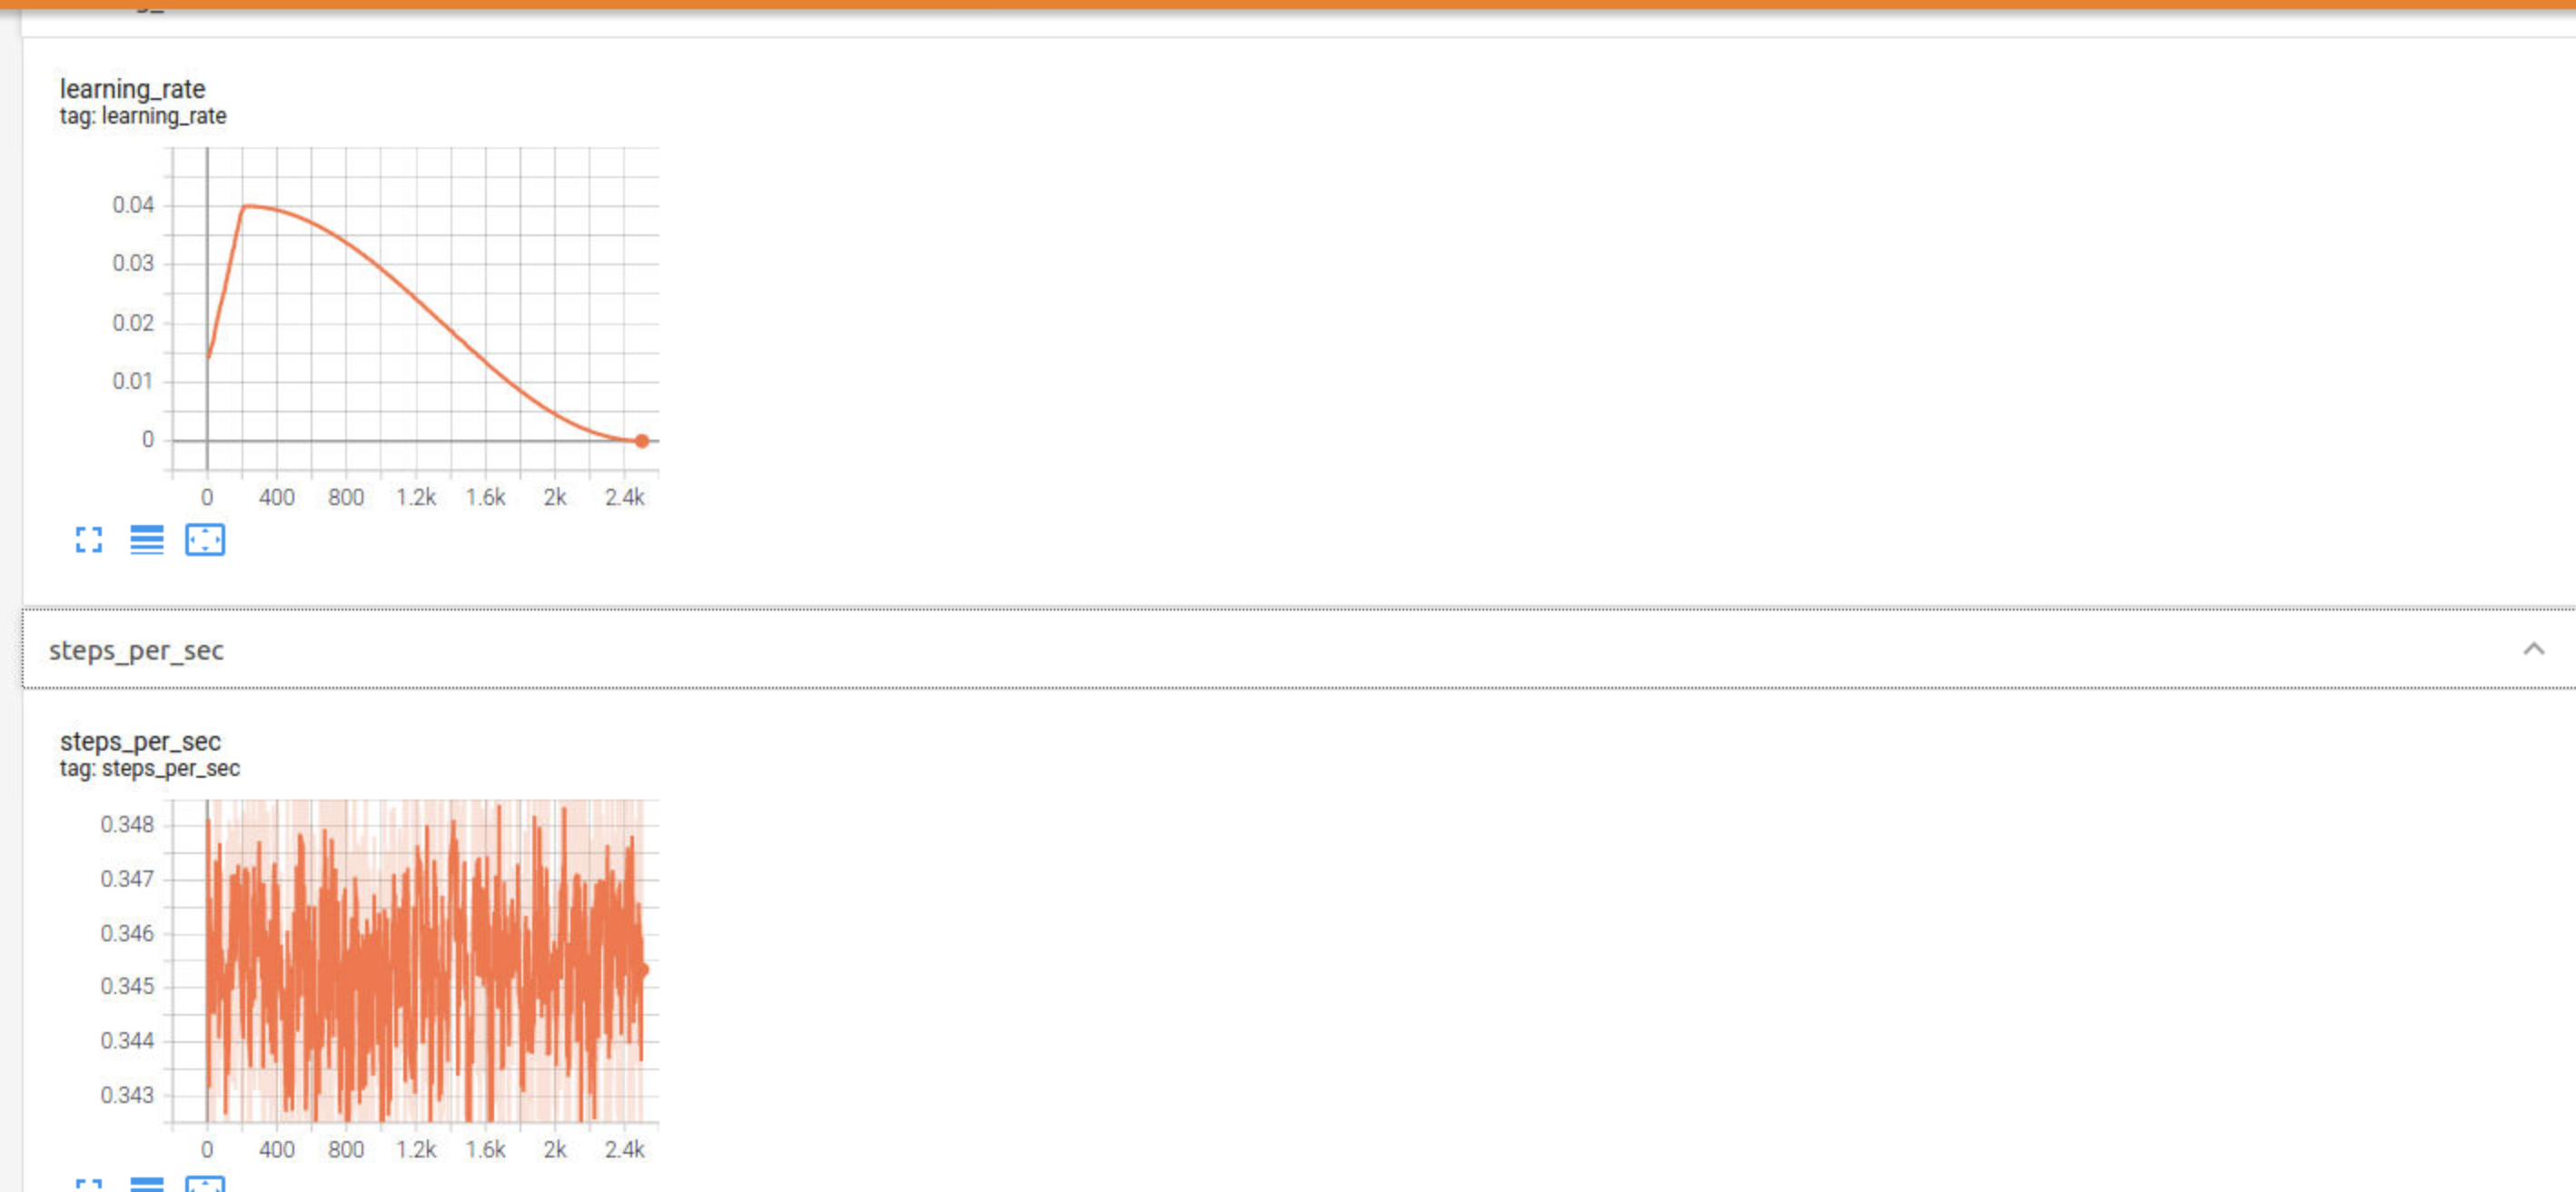 learning_rate
tag: learning_rate
0.04
0.03
0.02
0.01
0
0 400 800 1.2k 1.6k 2k 2.4k
steps_per_sec
steps_per_sec
tag: steps_per_sec
0.348
0.347
0.346
0.345
0.344
0.343
0 400 800 1.2k 1.6k 2k 2.4k